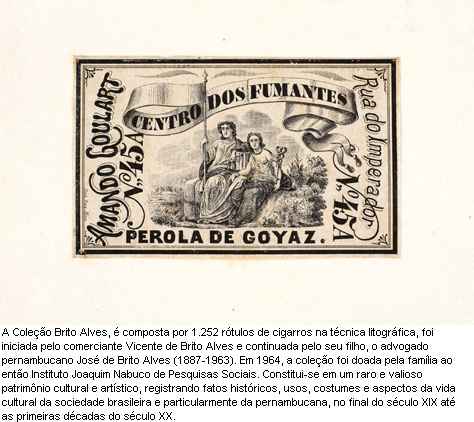 CENTRO DOS FUMANTES
AMANDO GOULART
No. 45A
Rua do Imperador
No. 45A
PEROLA DE GOYAZ.
A Coleção Brito Alves, é composta por 1.252 rótulos de cigarros na técnica litográfica, foi
iniciada pelo comerciante Vicente de Brito Alves e continuada pelo seu filho, o advogado
pernambucano José de Brito Alves (1887-1963). Em 1964, a coleção foi doada pela família ao
então Instituto Joaquim Nabuco de Pesquisas Sociais. Constitui-se em um raro e valioso
patrimônio cultural e artístico, registrando fatos históricos, usos, costumes e aspectos da vida
cultural da sociedade brasileira e particularmente da pernambucana, no final do século XIX até
as primeiras décadas do século XX.